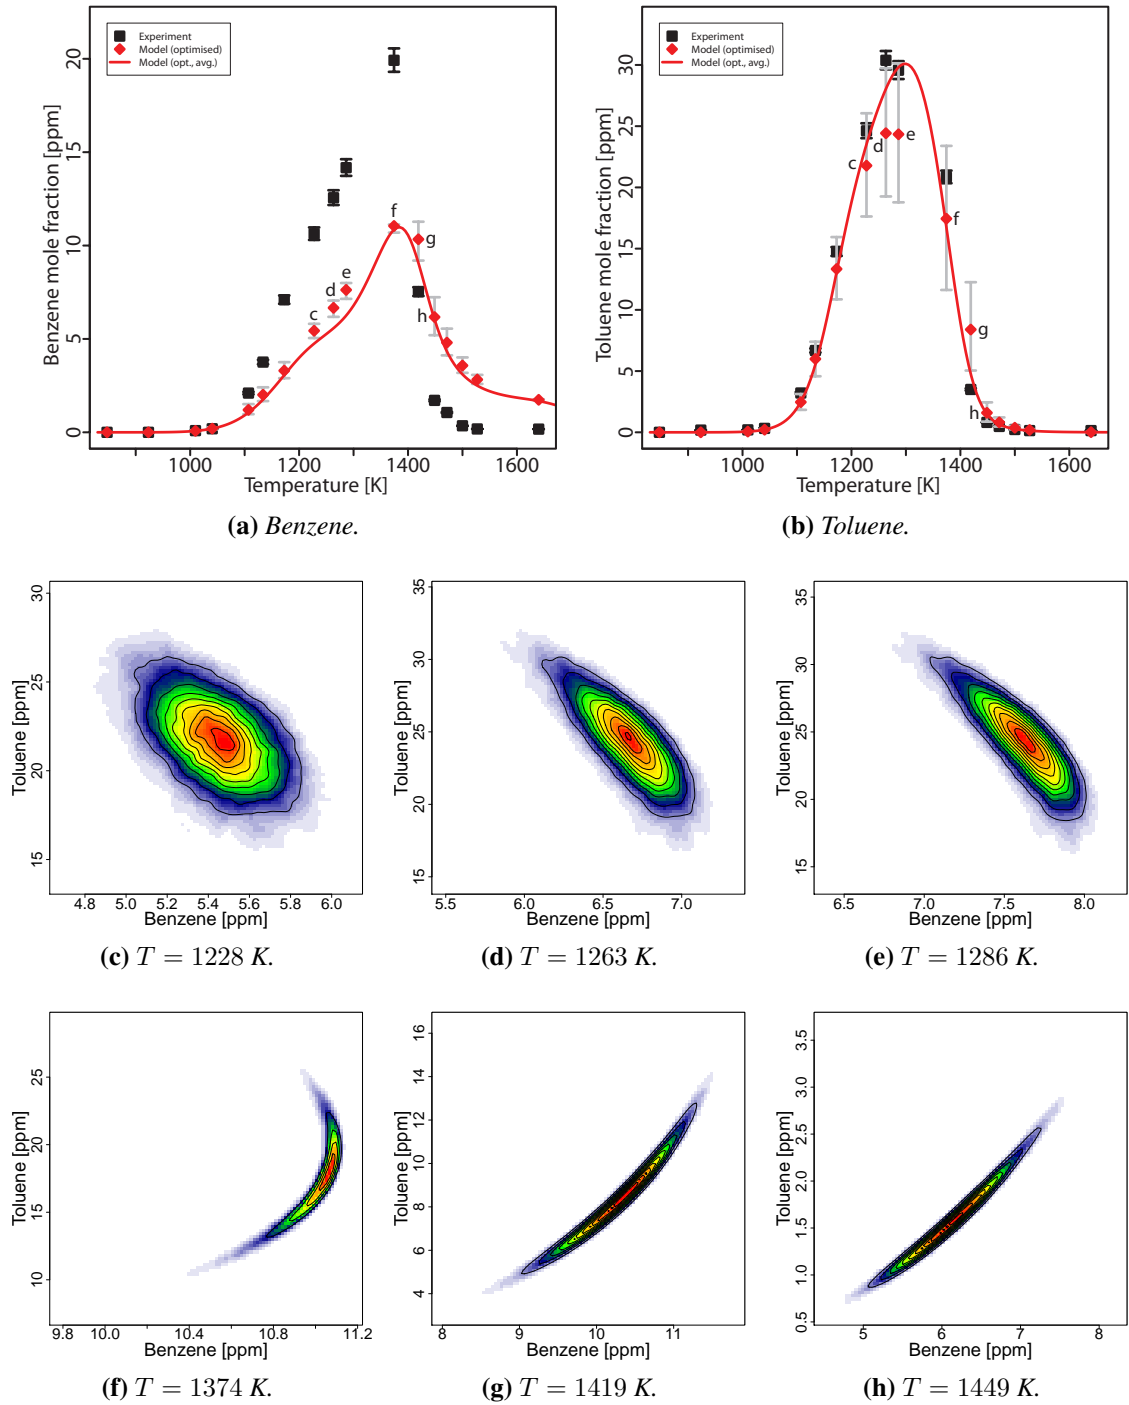 Experiment
Model (optimised)
Model (opt., avg.)
Benzene mole fraction [ppm]
0 5 10 15 20
c d e f g h
1000 1200 1400 1600
Temperature [K]
(a) Benzene.
Experiment
Model (optimised)
Model (opt., avg.)
Toluene mole fraction [ppm]
0 5 10 15 20 25 30
c d e f g h
1000 1200 1400 1600
Temperature [K]
(b) Toluene.
Toluene [ppm]
15 20 25 30
4.8 5.0 5.2 5.4 5.6 5.8 6.0
Benzene [ppm]
(c) T = 1228 K.
Toluene [ppm]
15 20 25 30 35
5.5 6.0 6.5 7.0
Benzene [ppm]
(d) T = 1263 K.
Toluene [ppm]
15 20 25 30 35
6.5 7.0 7.5 8.0
Benzene [ppm]
(e) T = 1286 K.
Toluene [ppm]
10 15 20 25
9.8 10.0 10.4 10.8 11.2
Benzene [ppm]
(f) T = 1374 K.
Toluene [ppm]
4 6 8 10 12 14 16
8 9 10 11
Benzene [ppm]
(g) T = 1419 K.
Toluene [ppm]
0.5 1.0 1.5 2.0 2.5 3.0 3.5
5 6 7 8
Benzene [ppm]
(h) T = 1449 K.